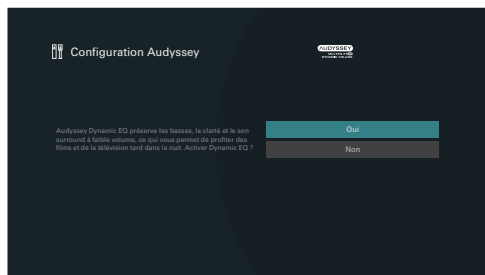 Configuration Audyssey
AUDYSSEY
DYNAMIC VOLUME
Audyssey Dynamic EQ préserve les basses, la clarté et le son
surround à faible volume, ce qui vous permet de profiter des
films et de la télévision tard dans la nuit. Activer Dynamic EQ ?
Oui
Non